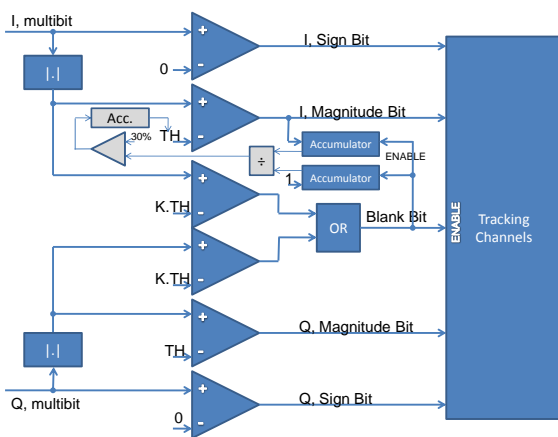 I, multibit
+
-
0
I, Sign Bit
|.|
Acc.
30%
TH
+
-
I, Magnitude Bit
Accumulator
ENABLE
÷
1
Accumulator
+
-
K.TH
OR
Blank Bit
ENABLE
Tracking
Channels
+
-
K.TH
+
-
TH
Q, Magnitude Bit
|.|
Q, multibit
+
-
0
Q, Sign Bit